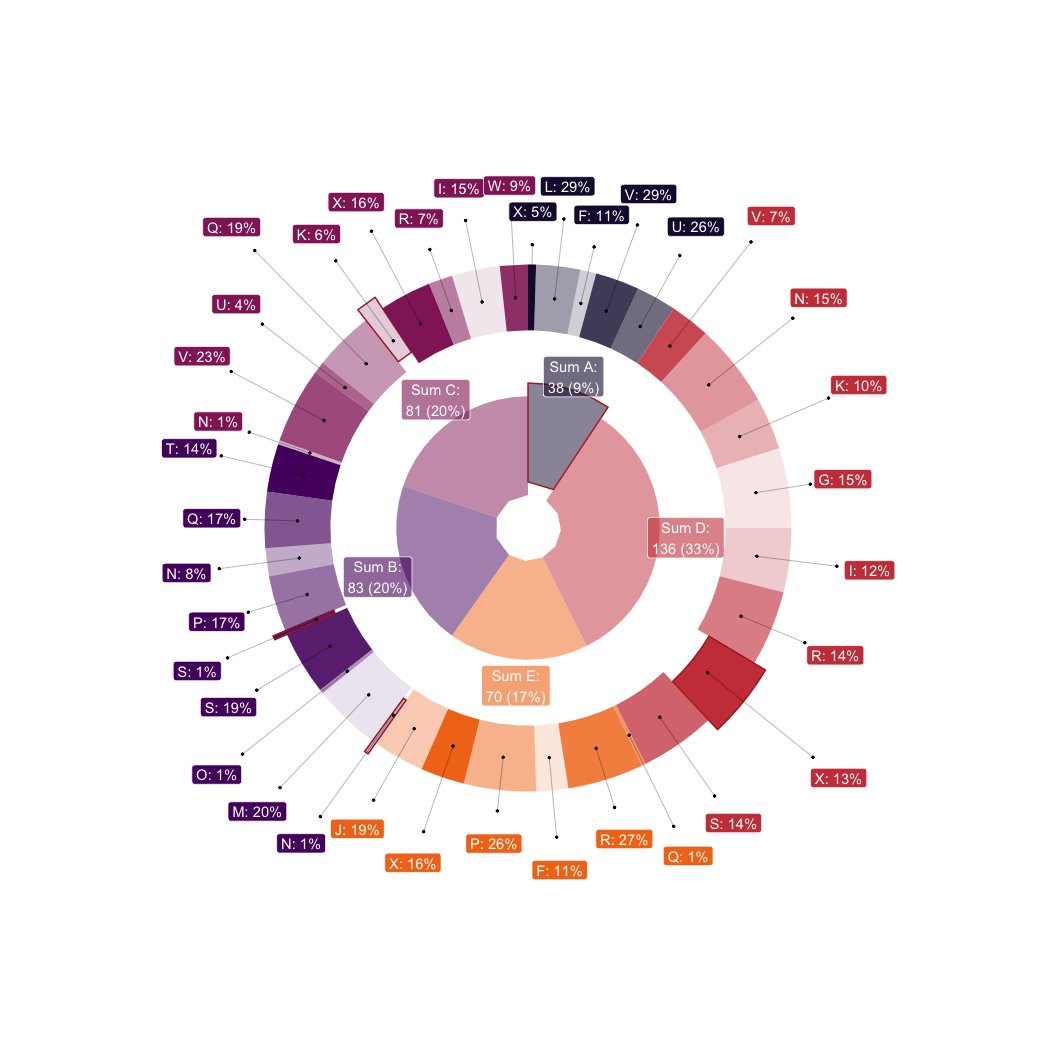 I: 15%
W: 9%
L: 29%
V: 29%
X: 16%
R: 7%
X: 5%
F: 11%
V: 7%
Q: 19%
K: 6%
U: 26%
U: 4%
N: 15%
V: 23%
Sum A:
38 (9%)
K: 10%
Sum C:
81 (20%)
N: 1%
T: 14%
G: 15%
Q: 17%
Sum D:
136 (33%)
N: 8%
Sum B:
83 (20%)
I: 12%
P: 17%
R: 14%
S: 1%
Sum E:
70 (17%)
S: 19%
O: 1%
X: 13%
M: 20%
N: 1%
J: 19%
S: 14%
P: 26%
R: 27%
X: 16%
F: 11%
Q: 1%